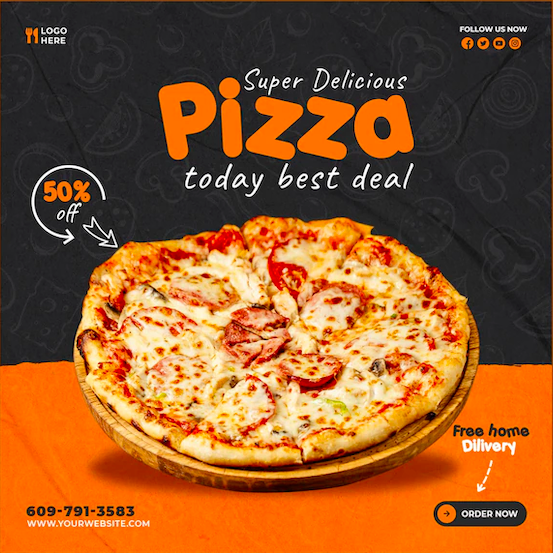 LOGO
HERE
FOLLOW US NOW
Super Delicious
Pizza
today best deal
50%
off
Free home
Dilivery
ORDER NOW
609-791-3583
WWW.YOURWEBSITE.COM